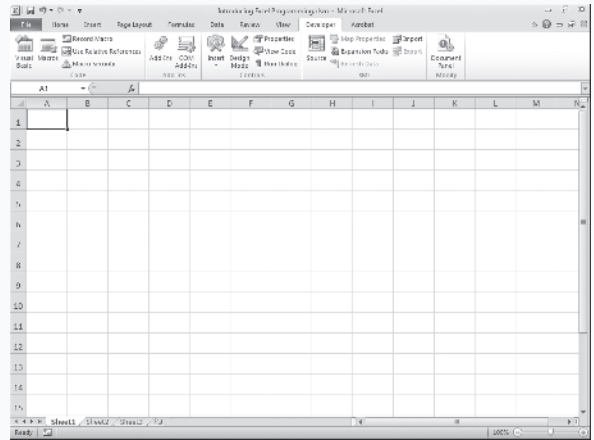 Introducing Excel Programming.xlsm - Microsoft Excel
File Home Insert Page Layout Formulas Data Review View Developer Acrobat
Visual Basic
Macros
Record Macro
Use Relative References
Macro Security
Code
Add-Ins
COM Add-Ins
Add-Ins
Insert
Design Mode
Properties
View Code
Run Dialog
Controls
Source
Map Properties
Expansion Packs
Refresh Data
Import
Export
XML
Document Panel
Modify
A1
fx
A B C D E F G H I J K L M N
1
2
3
4
5
6
7
8
9
10
11
12
13
14
15
Sheet1 Sheet2 Sheet3
Ready
100%